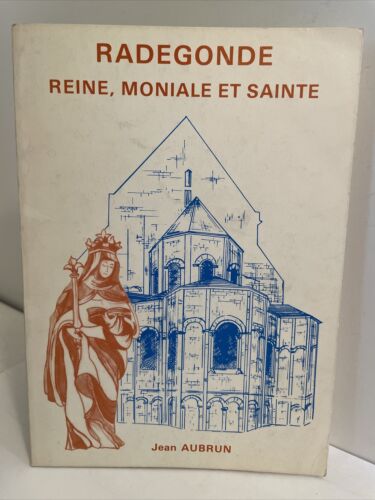 RADEGONDE
REINE, MONIALE ET SAINTE
Jean AUBRUN